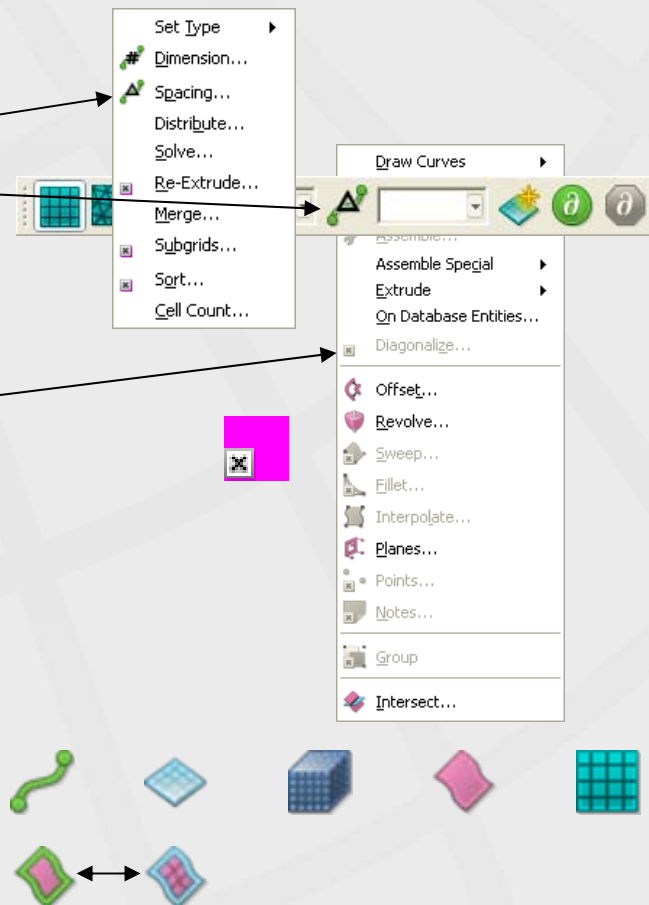 Set Type
Dimension...
Spacing...
Distribute...
Solve...
Re-Extrude...
Merge...
Subgrids...
Sort...
Cell Count...
Draw Curves
Assemble...
Assemble Special
Extrude
On Database Entities...
Diagonalize...
Offset...
Revolve...
Sweep...
Fillet...
Interpolate...
Planes...
Points...
Notes...
Group
Intersect...